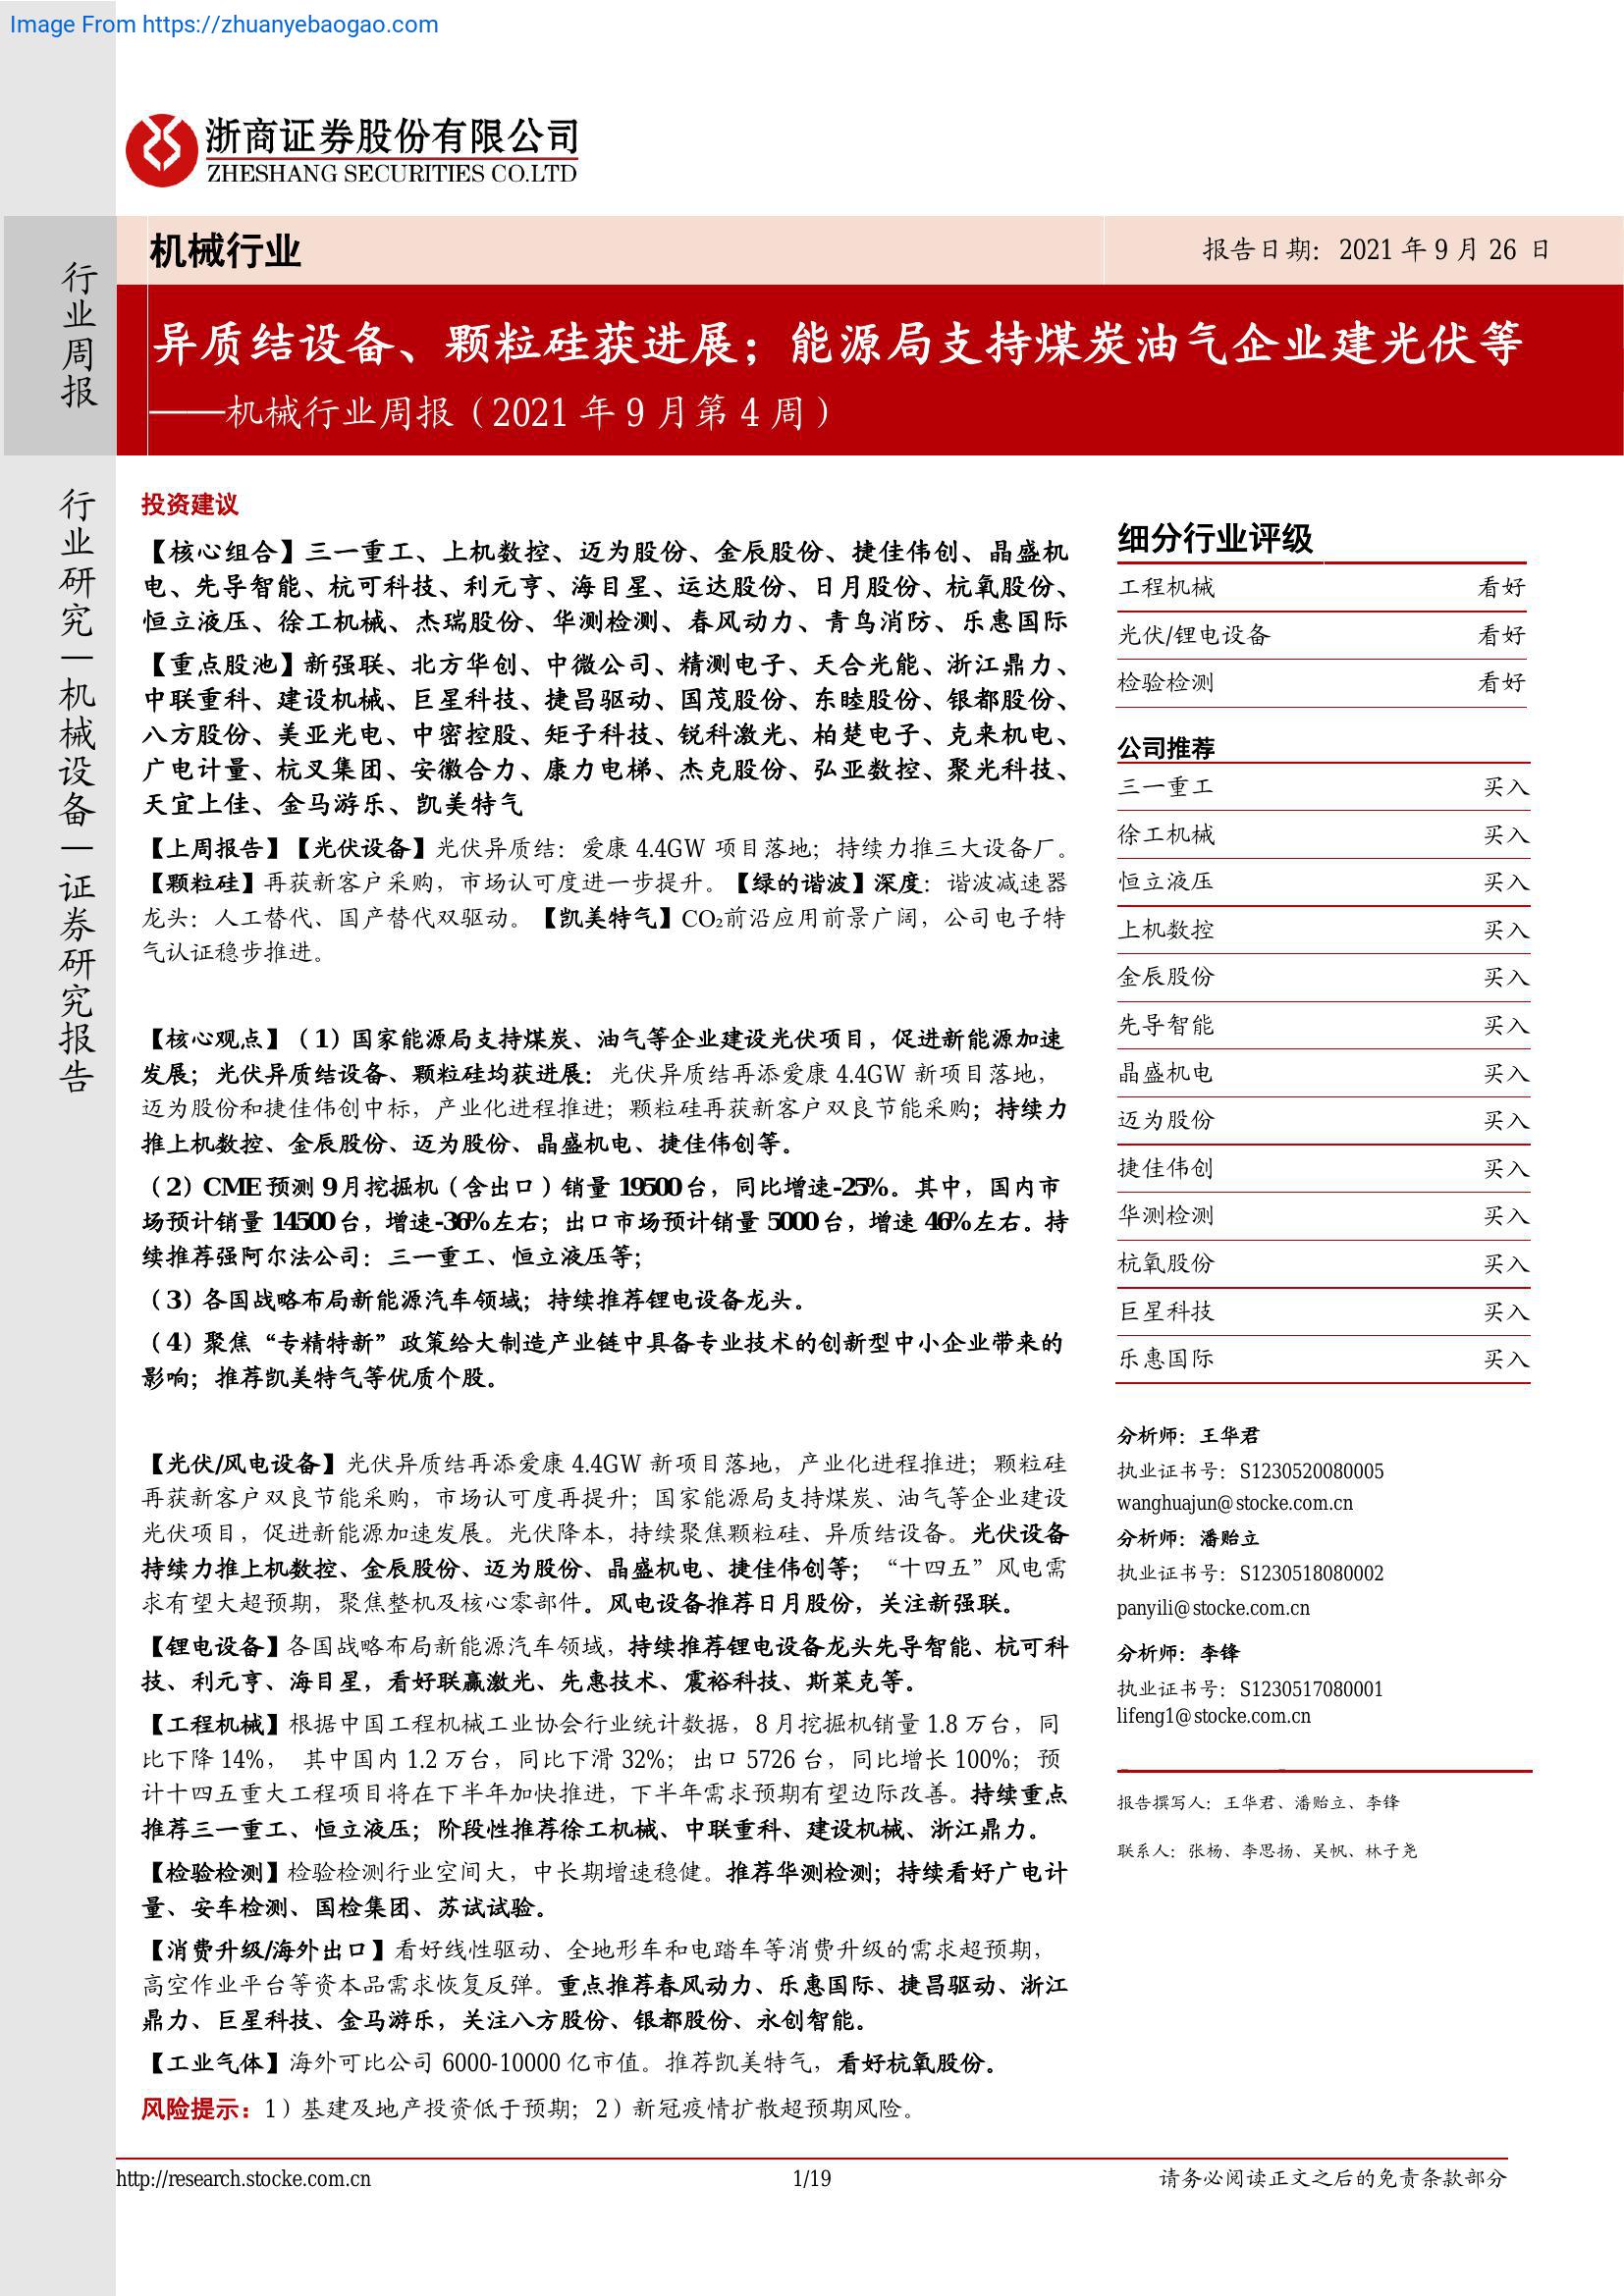 Image From https://zhuanyebaogao.com
浙商证券股份有限公司
ZHESHANG SECURITIES CO.LTD
行业周报
机械行业
报告日期：2021 年 9 月 26 日
异质结设备、颗粒硅获进展；能源局支持煤炭油气企业建光伏等
——机械行业周报（2021 年 9 月第 4 周）
行业研究—机械设备—证券研究报告
投资建议
【核心组合】三一重工、上机数控、迈为股份、金辰股份、捷佳伟创、晶盛机
电、先导智能、杭可科技、利元亨、海目星、运达股份、日月股份、杭氧股份、
恒立液压、徐工机械、杰瑞股份、华测检测、春风动力、青鸟消防、乐惠国际
【重点股池】新强联、北方华创、中微公司、精测电子、天合光能、浙江鼎力、
中联重科、建设机械、巨星科技、捷昌驱动、国茂股份、东睦股份、银都股份、
八方股份、美亚光电、中密控股、矩子科技、锐科激光、柏楚电子、克来机电、
广电计量、杭叉集团、安徽合力、康力电梯、杰克股份、弘亚数控、聚光科技、
天宜上佳、金马游乐、凯美特气
【上周报告】【光伏设备】光伏异质结：爱康 4.4GW 项目落地；持续力推三大设备厂。
【颗粒硅】再获新客户采购，市场认可度进一步提升。【绿的谐波】深度：谐波减速器
龙头：人工替代、国产替代双驱动。【凯美特气】CO₂前沿应用前景广阔，公司电子特
气认证稳步推进。
【核心观点】（1）国家能源局支持煤炭、油气等企业建设光伏项目，促进新能源加速
发展；光伏异质结设备、颗粒硅均获进展：光伏异质结再添爱康 4.4GW 新项目落地，
迈为股份和捷佳伟创中标，产业化进程推进；颗粒硅再获新客户双良节能采购；持续力
推上机数控、金辰股份、迈为股份、晶盛机电、捷佳伟创等。
（2）CME 预测 9 月挖掘机（含出口）销量 19500 台，同比增速-25%。其中，国内市
场预计销量 14500 台，增速-36%左右；出口市场预计销量 5000 台，增速 46%左右。持
续推荐强阿尔法公司：三一重工、恒立液压等；
（3）各国战略布局新能源汽车领域；持续推荐锂电设备龙头。
（4）聚焦“专精特新”政策给大制造产业链中具备专业技术的创新型中小企业带来的
影响；推荐凯美特气等优质个股。
【光伏/风电设备】光伏异质结再添爱康 4.4GW 新项目落地，产业化进程推进；颗粒硅
再获新客户双良节能采购，市场认可度再提升；国家能源局支持煤炭、油气等企业建设
光伏项目，促进新能源加速发展。光伏降本，持续聚焦颗粒硅、异质结设备。光伏设备
持续力推上机数控、金辰股份、迈为股份、晶盛机电、捷佳伟创等；“十四五”风电需
求有望大超预期，聚焦整机及核心零部件。风电设备推荐日月股份，关注新强联。
【锂电设备】各国战略布局新能源汽车领域，持续推荐锂电设备龙头先导智能、杭可科
技、利元亨、海目星，看好联赢激光、先惠技术、震裕科技、斯莱克等。
【工程机械】根据中国工程机械工业协会行业统计数据，8 月挖掘机销量 1.8 万台，同
比下降 14%， 其中国内 1.2 万台，同比下滑 32%；出口 5726 台，同比增长 100%；预
计十四五重大工程项目将在下半年加快推进，下半年需求预期有望边际改善。持续重点
推荐三一重工、恒立液压；阶段性推荐徐工机械、中联重科、建设机械、浙江鼎力。
【检验检测】检验检测行业空间大，中长期增速稳健。推荐华测检测；持续看好广电计
量、安车检测、国检集团、苏试试验。
【消费升级/海外出口】看好线性驱动、全地形车和电踏车等消费升级的需求超预期，
高空作业平台等资本品需求恢复反弹。重点推荐春风动力、乐惠国际、捷昌驱动、浙江
鼎力、巨星科技、金马游乐，关注八方股份、银都股份、永创智能。
【工业气体】海外可比公司 6000-10000 亿市值。推荐凯美特气，看好杭氧股份。
风险提示：1）基建及地产投资低于预期；2）新冠疫情扩散超预期风险。
细分行业评级
工程机械 看好
光伏/锂电设备 看好
检验检测 看好
公司推荐
三一重工 买入
徐工机械 买入
恒立液压 买入
上机数控 买入
金辰股份 买入
先导智能 买入
晶盛机电 买入
迈为股份 买入
捷佳伟创 买入
华测检测 买入
杭氧股份 买入
巨星科技 买入
乐惠国际 买入
分析师：王华君
执业证书号：S1230520080005
wanghuajun@stocke.com.cn
分析师：潘贻立
执业证书号：S1230518080002
panyili@stocke.com.cn
分析师：李锋
执业证书号：S1230517080001
lifeng1@stocke.com.cn
报告撰写人：王华君、潘贻立、李锋
联系人：张杨、李思扬、吴帆、林子尧
http://research.stocke.com.cn
1/19
请务必阅读正文之后的免责条款部分